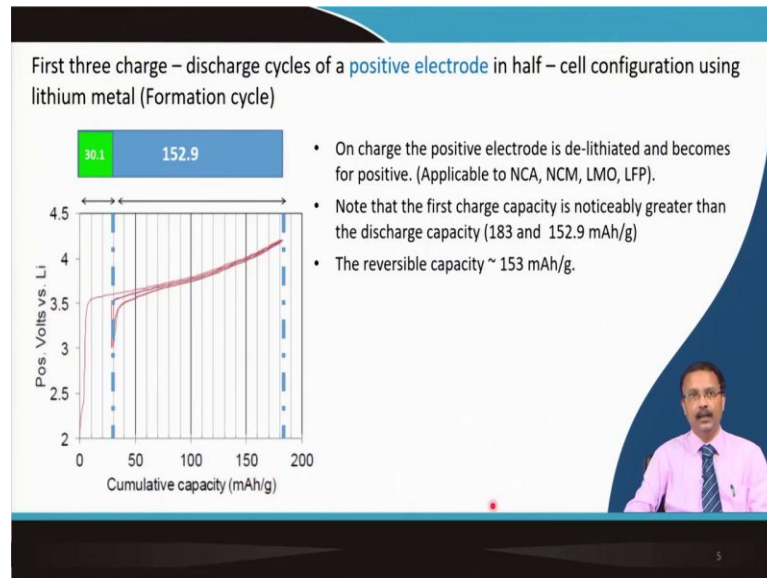 First three charge – discharge cycles of a positive electrode in half – cell configuration using
lithium metal (Formation cycle)
30.1
152.9
4.5
4
3.5
3
2.5
2
Pos. Volts vs. Li
0
50
100
150
200
Cumulative capacity (mAh/g)
• On charge the positive electrode is de-lithiated and becomes
for positive. (Applicable to NCA, NCM, LMO, LFP).
• Note that the first charge capacity is noticeably greater than
the discharge capacity (183 and 152.9 mAh/g)
• The reversible capacity ~ 153 mAh/g.
5